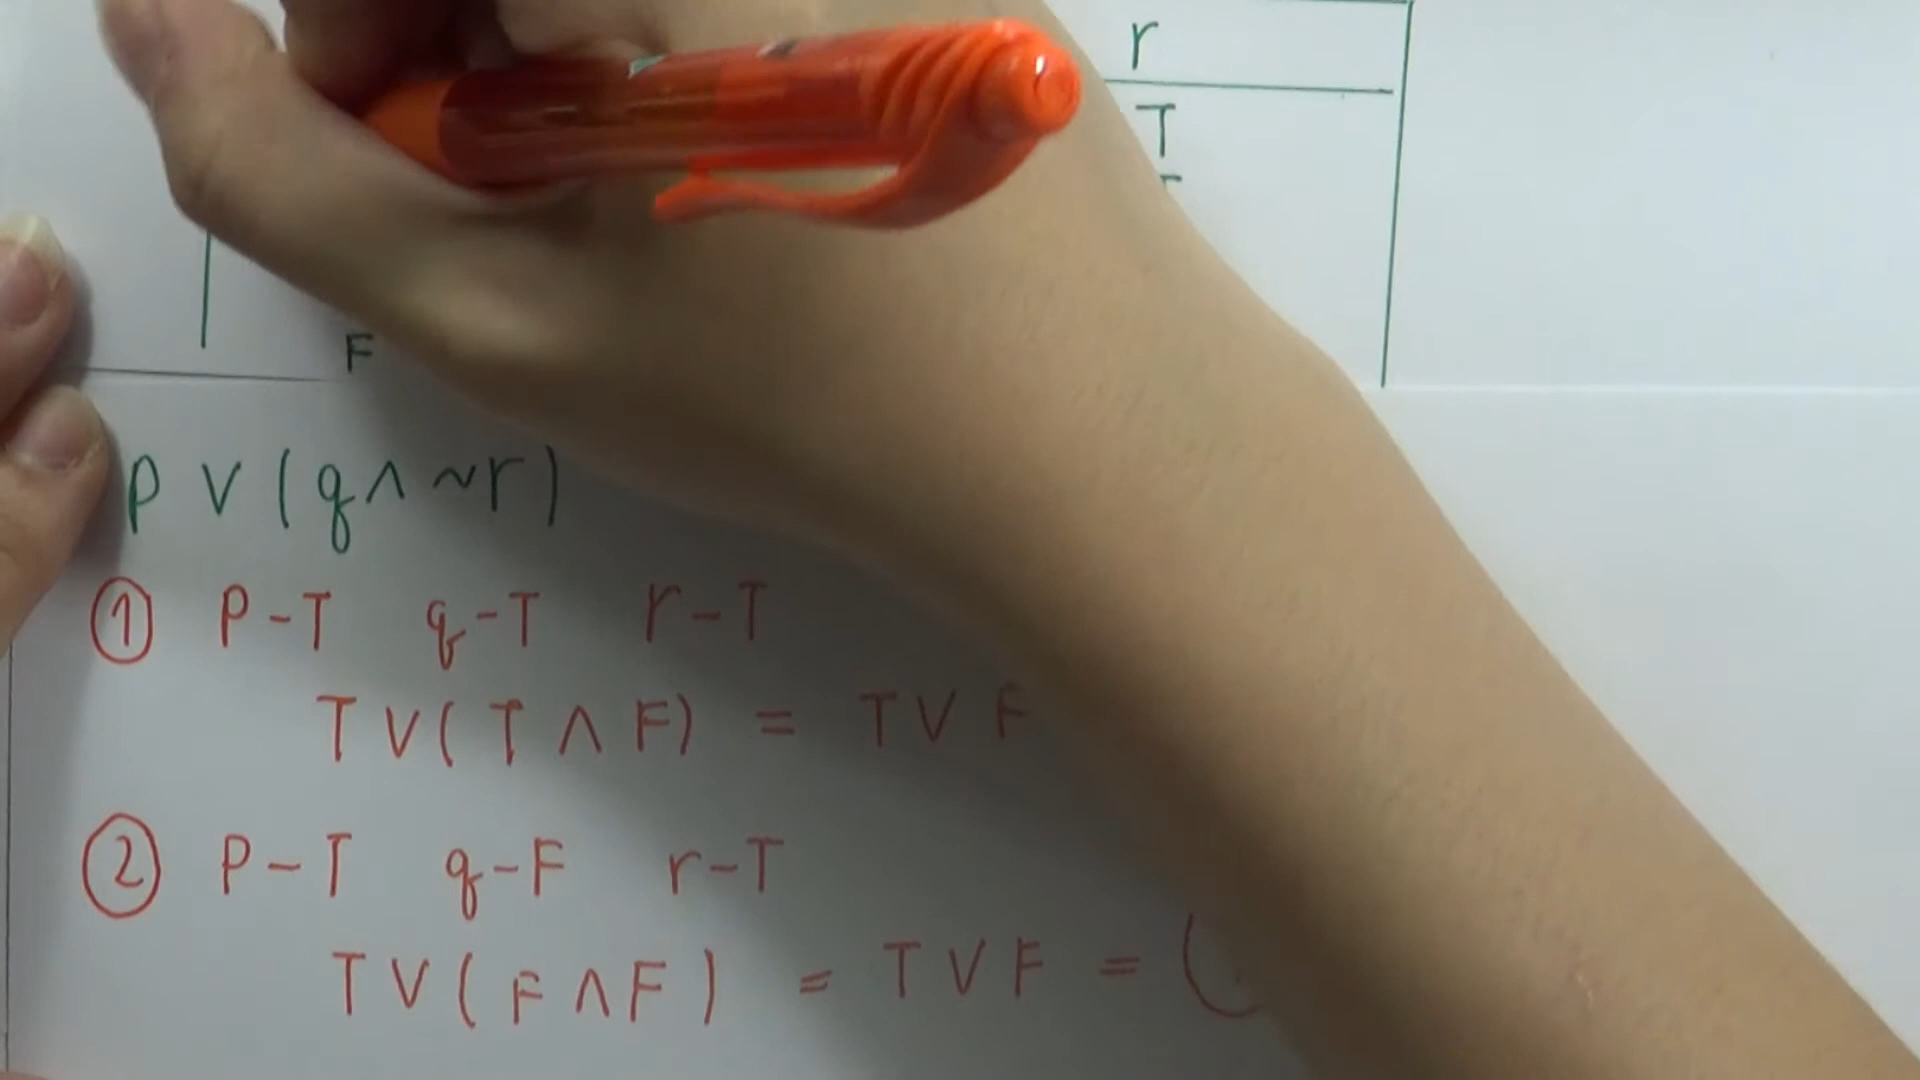 r
T
T
F
P V (q ∧ ~r)
① P-T q-T r-T
T V ( T ∧ F) = T V F
② P-T q-F r-T
T V ( F ∧ F ) = T V F = (